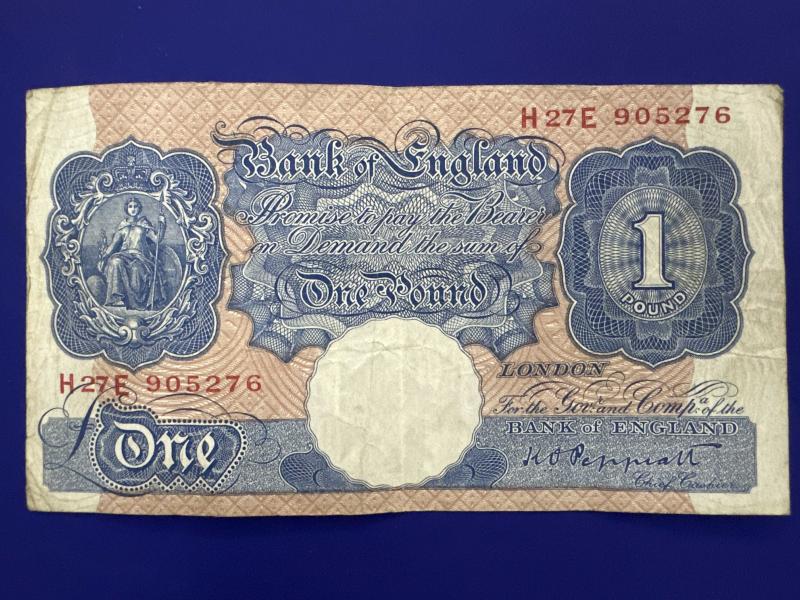 H27E 905276
Bank of England
Promise to pay the Bearer
on Demand the sum of
One Pound
1
POUND
H27E 905276
£One
LONDON
For the Govr. and Compa. of the
BANK of ENGLAND
K O Peppiatt
Chief Cashier